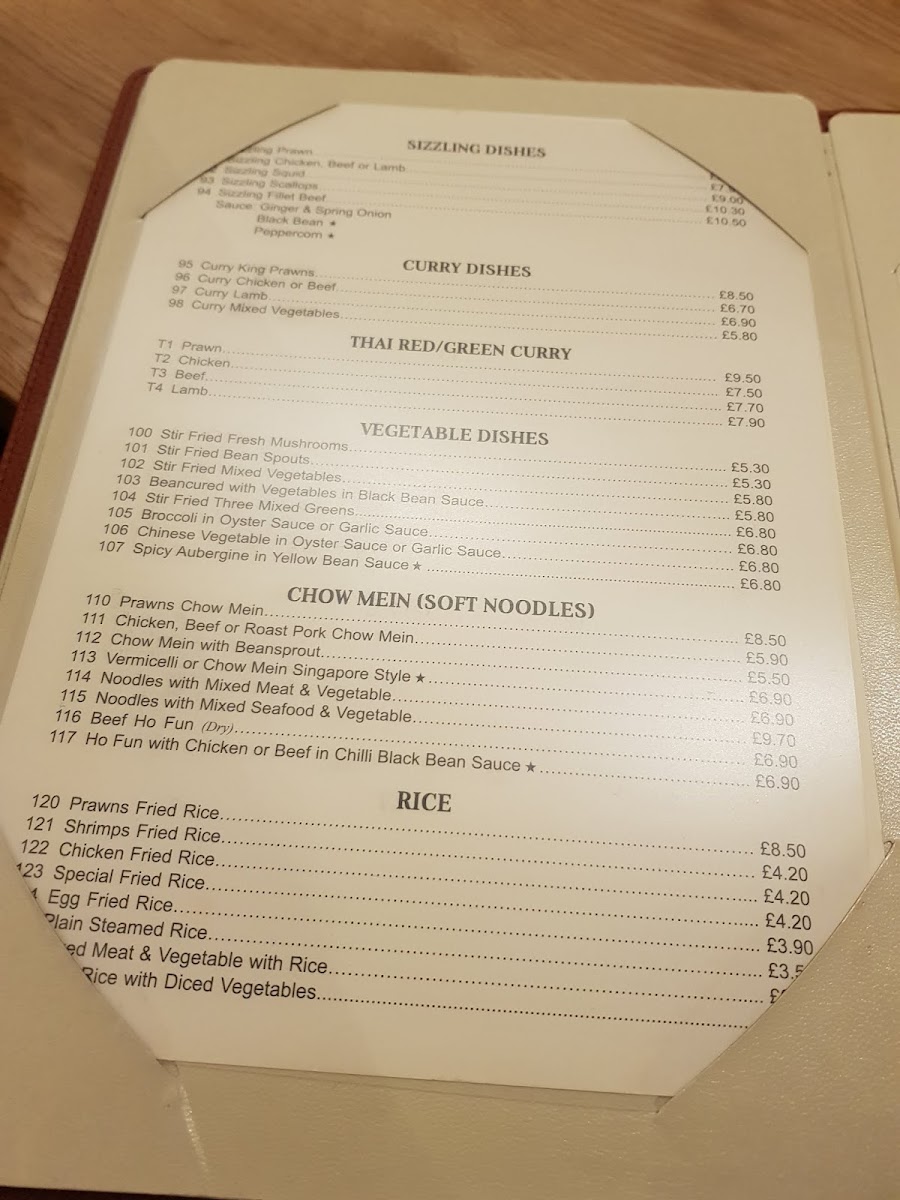 SIZZLING DISHES
Prawn
Sizzling Chicken, Beef or Lamb
Sizzling Squid £9.00
93 Sizzling Scallops £10.30
94 Sizzling Fillet Beef £10.50
Sauce: Ginger & Spring Onion
Black Bean ★
Peppercorn ★
CURRY DISHES
95 Curry King Prawns £8.50
96 Curry Chicken or Beef £6.70
97 Curry Lamb £6.90
98 Curry Mixed Vegetables £5.80
THAI RED/GREEN CURRY
T1 Prawn £9.50
T2 Chicken £7.50
T3 Beef £7.70
T4 Lamb £7.90
VEGETABLE DISHES
100 Stir Fried Fresh Mushrooms £5.30
101 Stir Fried Bean Spouts £5.30
102 Stir Fried Mixed Vegetables £5.80
103 Beancured with Vegetables in Black Bean Sauce £5.80
104 Stir Fried Three Mixed Greens £6.80
105 Broccoli in Oyster Sauce or Garlic Sauce £6.80
106 Chinese Vegetable in Oyster Sauce or Garlic Sauce £6.80
107 Spicy Aubergine in Yellow Bean Sauce ★ £6.80
CHOW MEIN (SOFT NOODLES)
110 Prawns Chow Mein £8.50
111 Chicken, Beef or Roast Pork Chow Mein £5.90
112 Chow Mein with Beansprout £5.50
113 Vermicelli or Chow Mein Singapore Style ★ £6.90
114 Noodles with Mixed Meat & Vegetable £6.90
115 Noodles with Mixed Seafood & Vegetable £9.70
116 Beef Ho Fun (Dry) £6.90
117 Ho Fun with Chicken or Beef in Chilli Black Bean Sauce ★ £6.90
RICE
120 Prawns Fried Rice £8.50
121 Shrimps Fried Rice £4.20
122 Chicken Fried Rice £4.20
123 Special Fried Rice £4.20
Egg Fried Rice £3.90
Plain Steamed Rice £3.5
Meat & Vegetable with Rice
Rice with Diced Vegetables